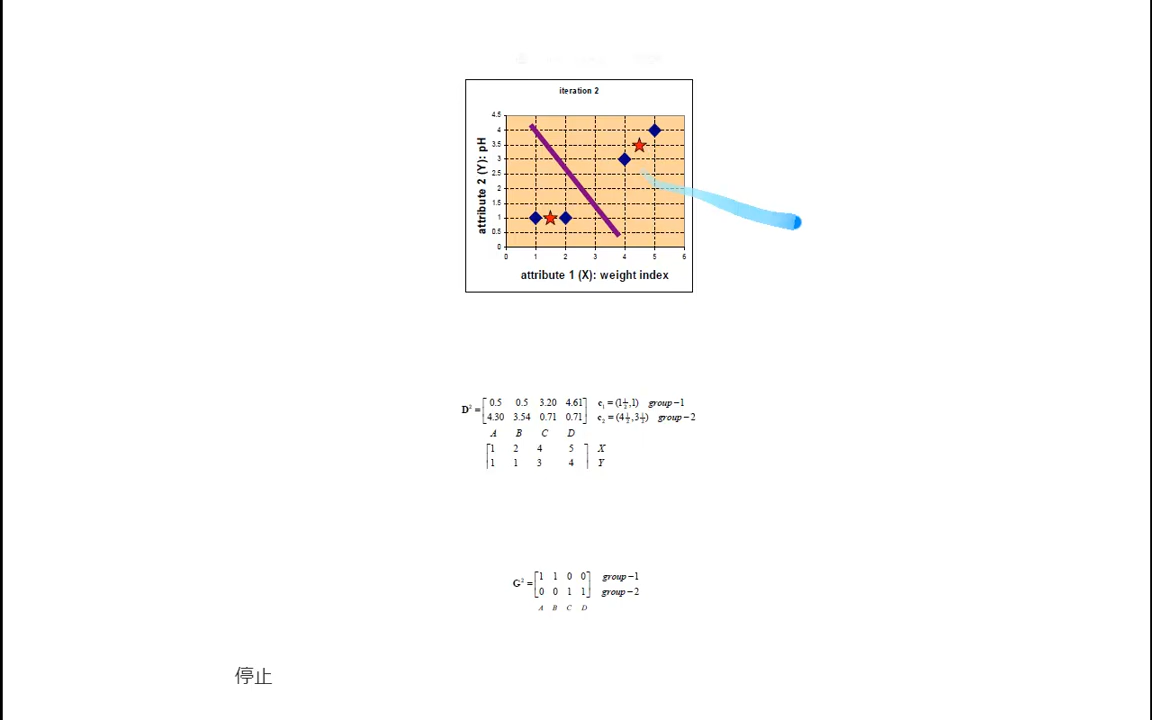 iteration 2
4.5
4
3.5
3
2.5
2
1.5
1
0.5
0
attribute 2 (Y): pH
0 1 2 3 4 5 6
attribute 1 (X): weight index
D² = [0.5 0.5 3.20 4.61] c₁ = (1½,1) group−1
[4.30 3.54 0.71 0.71] c₂ = (4½,3½) group−2
A B C D
[1 2 4 5] X
[1 1 3 4] Y
G² = [1 1 0 0] group−1
[0 0 1 1] group−2
A B C D
停止